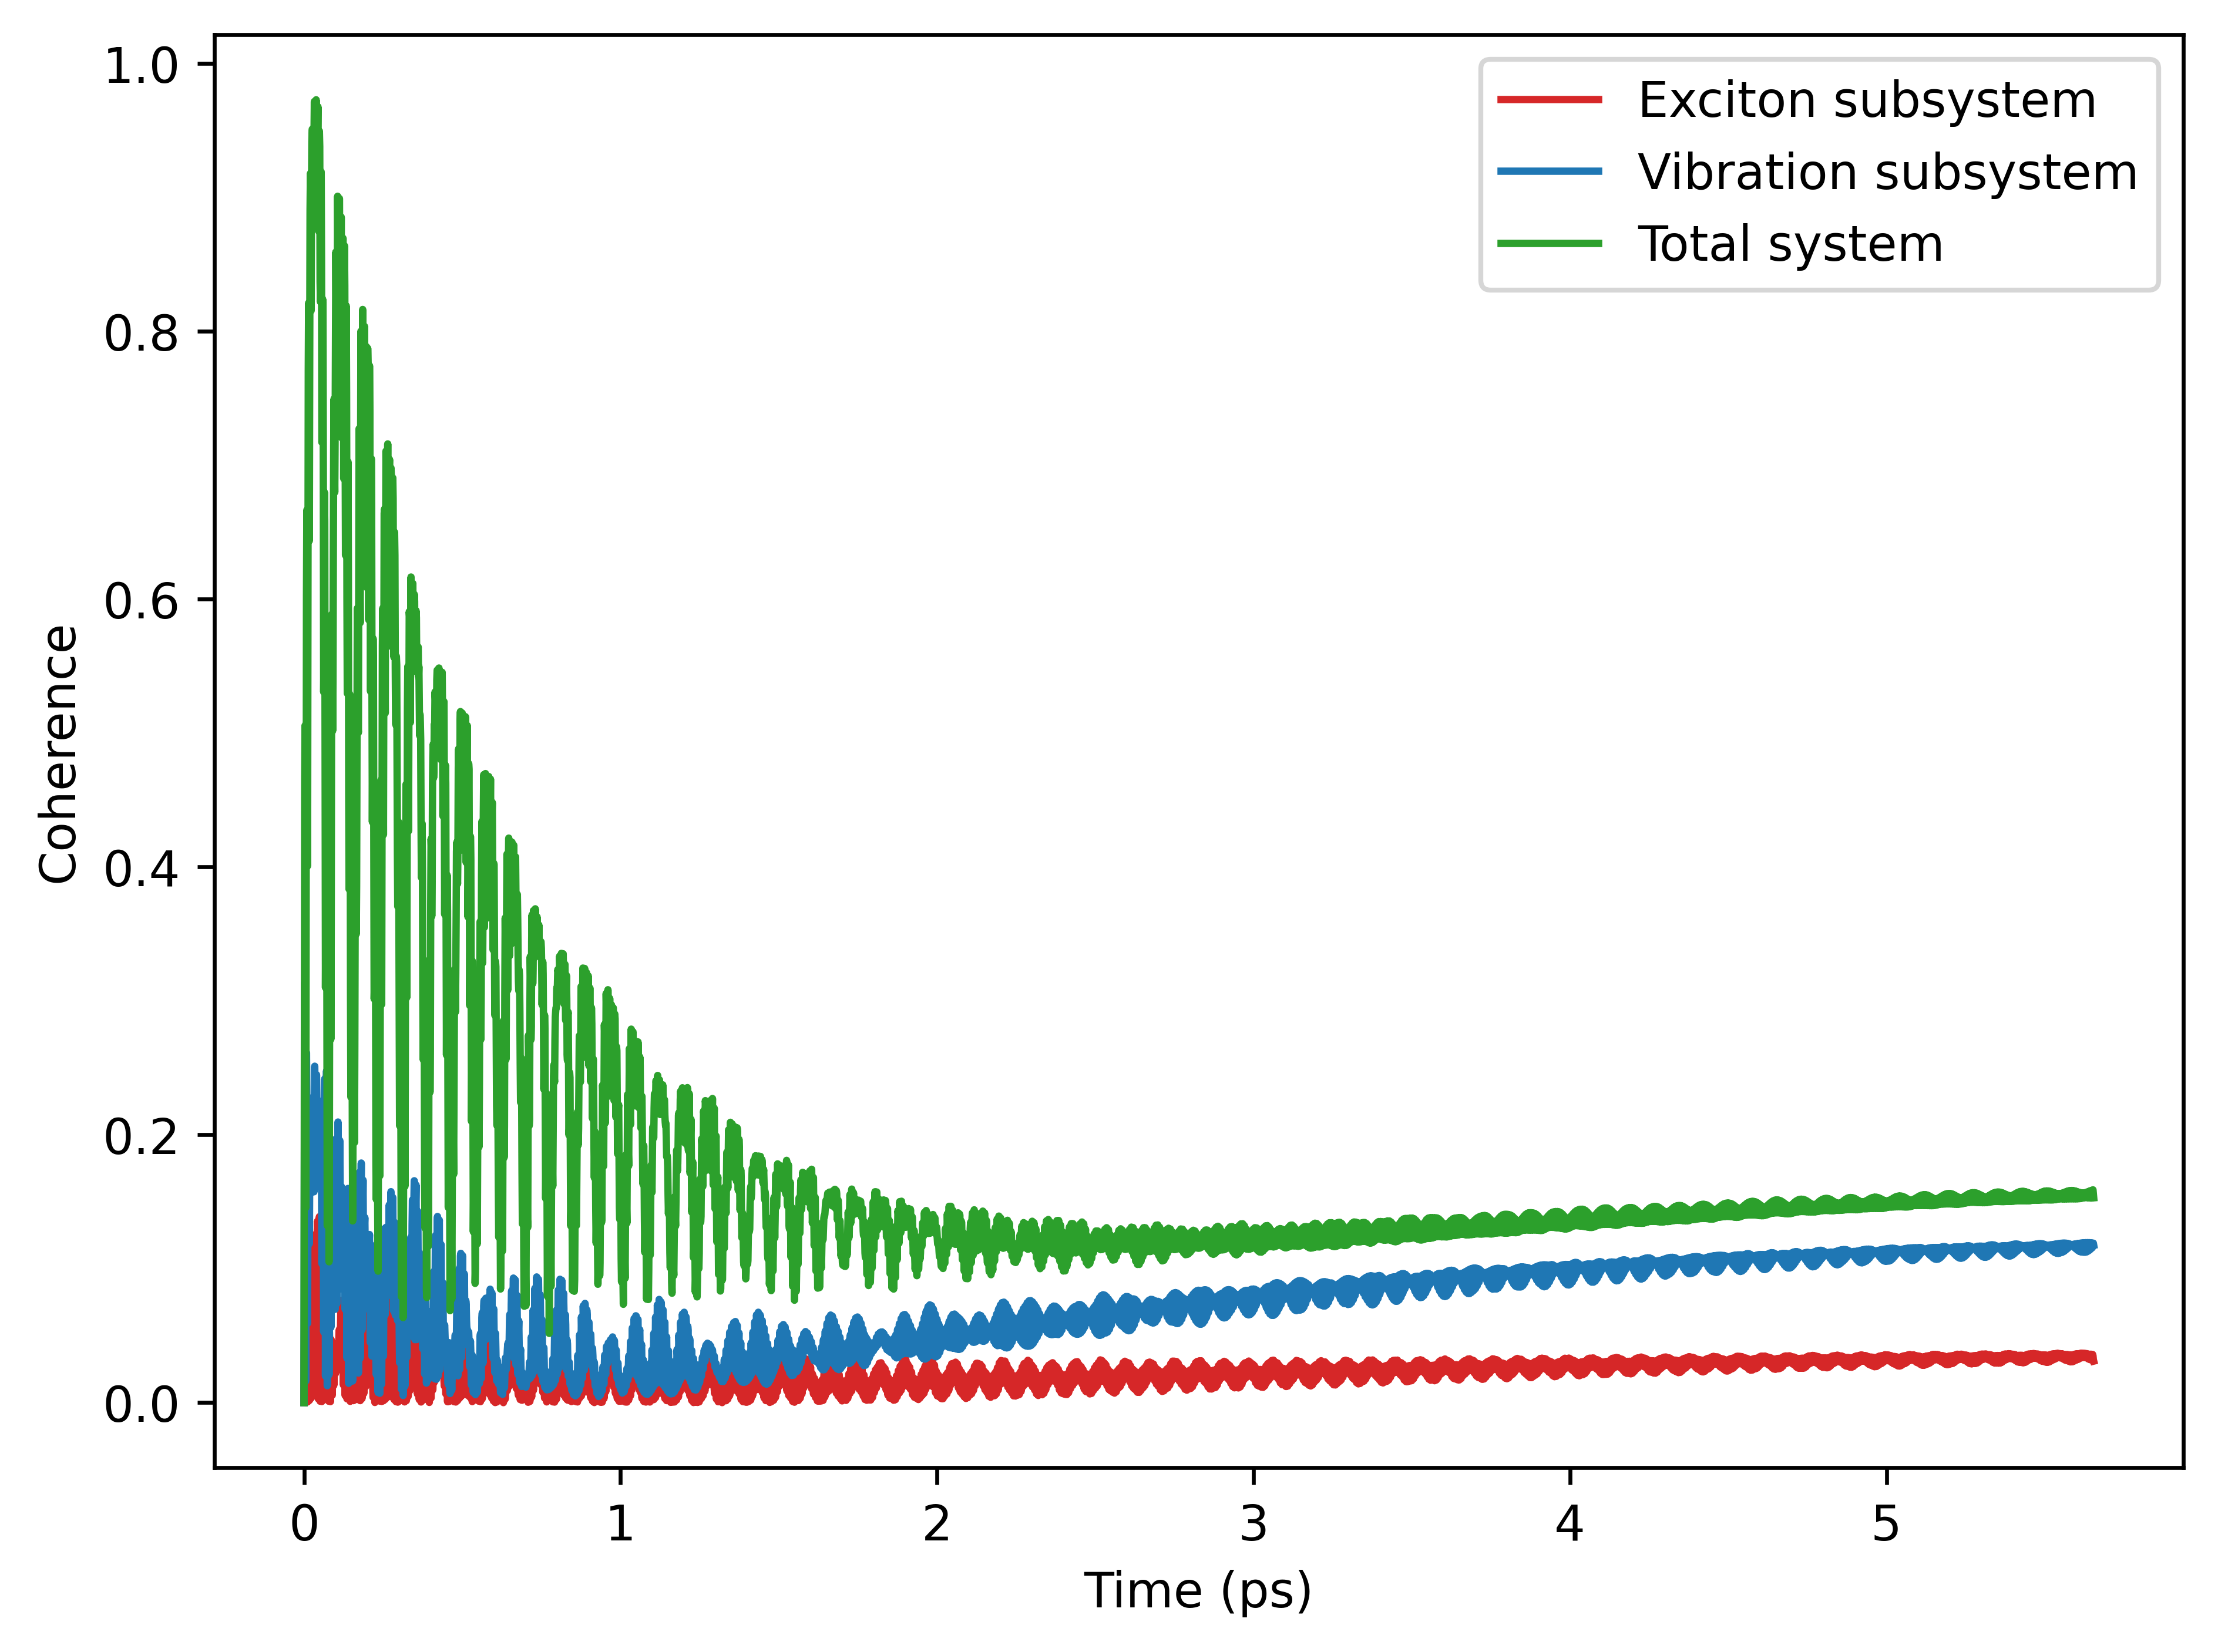 1.0
0.8
0.6
0.4
0.2
0.0
Coherence
Exciton subsystem
Vibration subsystem
Total system
0 1 2 3 4 5
Time (ps)